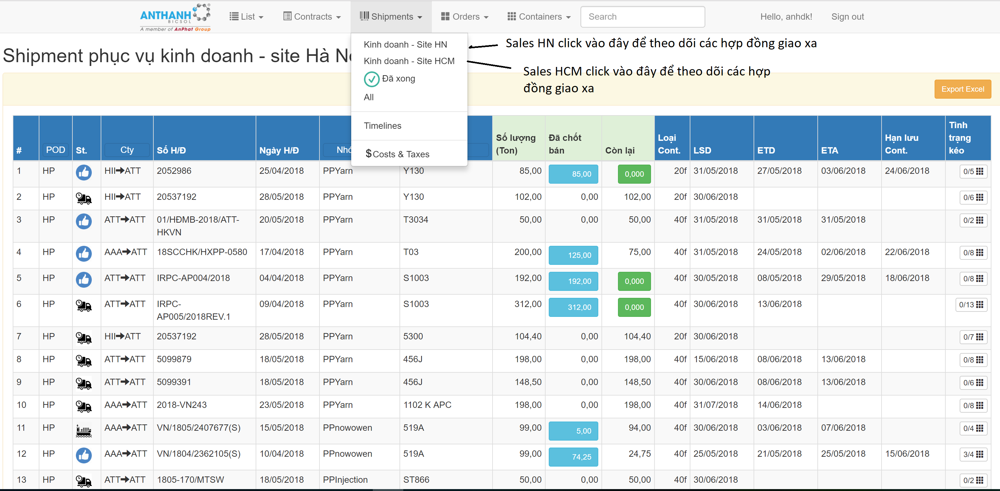 ANTHANH ®
BICSOL
A member of AnPhat Group
List
Contracts
Shipments
Orders
Containers
Search
Hello, anhdk!
Sign out
Kinh doanh - Site HN
Kinh doanh - Site HCM
Đã xong
All
Timelines
$Costs & Taxes
Sales HN click vào đây để theo dõi các hợp đồng giao xa
Sales HCM click vào đây để theo dõi các hợp
đồng giao xa
Shipment phục vụ kinh doanh - site Hà
Export Excel
# POD St. Cty Số H/Đ Ngày H/Đ Số lượng (Ton) Đã chốt bán Còn lại Loại Cont. LSD ETD ETA Hạn lưu Cont. Tình trạng kéo
1 HP HII➔ATT 2052986 25/04/2018 PPYarn Y130 85,00 85,00 0,000 20f 31/05/2018 27/05/2018 03/06/2018 24/06/2018 0/5
2 HP HII➔ATT 20537192 28/05/2018 PPYarn Y130 102,00 0,00 102,00 20f 30/06/2018 0/6
3 HP ATT➔ATT 01/HĐMB-2018/ATT-HKVN 20/05/2018 PPYarn T3034 50,00 0,00 50,00 40f 31/05/2018 31/05/2018 31/05/2018 0/2
4 HP AAA➔ATT 18SCCHK/HXPP-0580 17/04/2018 PPYarn T03 200,00 125,00 75,00 40f 31/05/2018 24/05/2018 02/06/2018 22/06/2018 0/8
5 HP ATT➔ATT IRPC-AP004/2018 04/04/2018 PPYarn S1003 192,00 192,00 0,000 40f 30/05/2018 08/05/2018 29/05/2018 18/06/2018 0/8
6 HP ATT➔ATT IRPC-AP005/2018REV.1 09/04/2018 PPYarn S1003 312,00 312,00 0,000 40f 30/06/2018 13/06/2018 0/13
7 HP HII➔ATT 20537192 28/05/2018 PPYarn 5300 104,40 0,00 104,40 20f 30/06/2018 0/7
8 HP ATT➔ATT 5099879 18/05/2018 PPYarn 456J 198,00 0,00 198,00 40f 15/06/2018 08/06/2018 13/06/2018 0/8
9 HP ATT➔ATT 5099391 18/05/2018 PPYarn 456J 148,50 0,00 148,50 40f 30/06/2018 08/06/2018 13/06/2018 0/6
10 HP AAA➔ATT 2018-VN243 23/05/2018 PPYarn 1102 K APC 198,00 0,00 198,00 40f 31/07/2018 14/06/2018 0/8
11 HP AAA➔ATT VN/1805/2407677(S) 15/05/2018 PPnowowen 519A 99,00 5,00 94,00 40f 30/06/2018 03/06/2018 07/06/2018 0/4
12 HP AAA➔ATT VN/1804/2362105(S) 10/04/2018 PPnowowen 519A 99,00 74,25 24,75 40f 25/05/2018 21/05/2018 25/05/2018 15/06/2018 3/4
13 HP ATT➔ATT 1805-170/MTSW 18/05/2018 PPInjection ST866 50,00 0,00 50,00 40f 30/06/2018 0/2